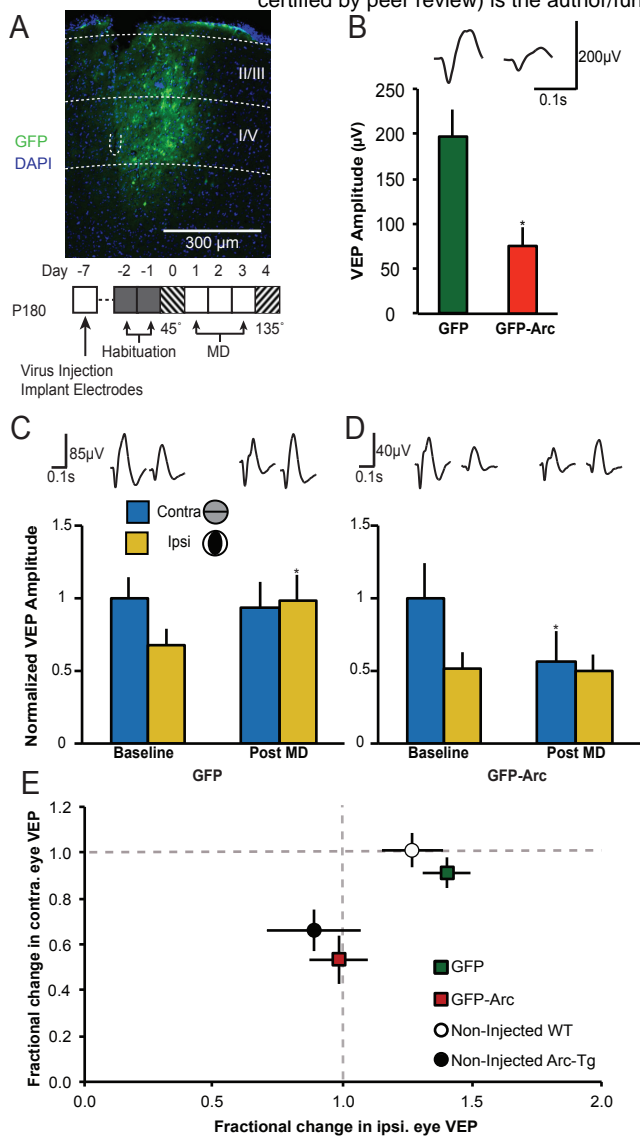 certified by peer review) is the author/fun
A
II/III
I/V
GFP
DAPI
300 µm
Day -7 -2 -1 0 1 2 3 4
P180
45° 135°
Habituation MD
Virus Injection
Implant Electrodes
B
200µV
0.1s
VEP Amplitude (µV)
250
200
150
100
50
0
*
GFP GFP-Arc
C
85µV
0.1s
Contra
Ipsi
Normalized VEP Amplitude
1.5
1
0.5
0
*
Baseline Post MD
GFP
D
40µV
0.1s
1.5
1
0.5
0
*
Baseline Post MD
GFP-Arc
E
Fractional change in contra. eye VEP
1.2
1.0
0.8
0.6
0.4
0.2
0.0
GFP
GFP-Arc
Non-Injected WT
Non-Injected Arc-Tg
0.0 0.5 1.0 1.5 2.0
Fractional change in ipsi. eye VEP